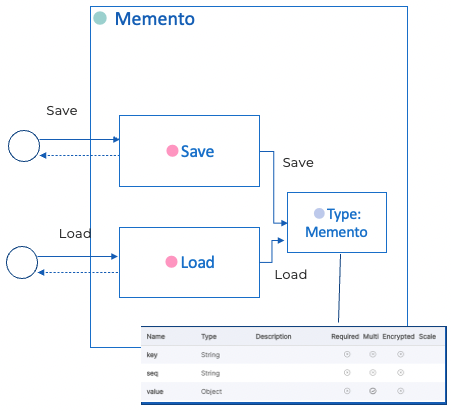 Memento
Save
Save
Save
Type:
Memento
Load
Load
Load
Name Type Description Required Multi Encrypted Scale
key String
seq String
value Object